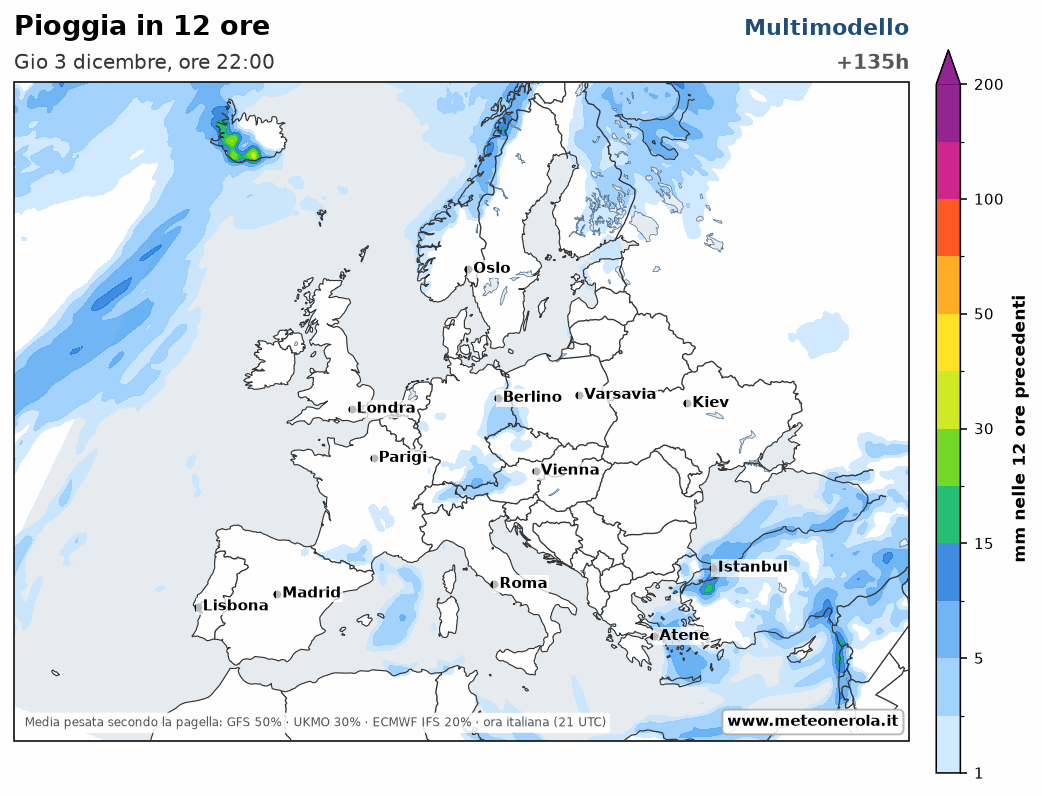 Pioggia in 12 ore
Multimodello
Gio 3 dicembre, ore 22:00
+135h
200
100
50
30
15
5
1
mm nelle 12 ore precedenti
Oslo
Berlino
Varsavia
Londra
Kiev
Parigi
Vienna
Istanbul
Roma
Madrid
Lisbona
Atene
Media pesata secondo la pagella: GFS 50% · UKMO 30% · ECMWF IFS 20% · ora italiana (21 UTC)
www.meteonerola.it